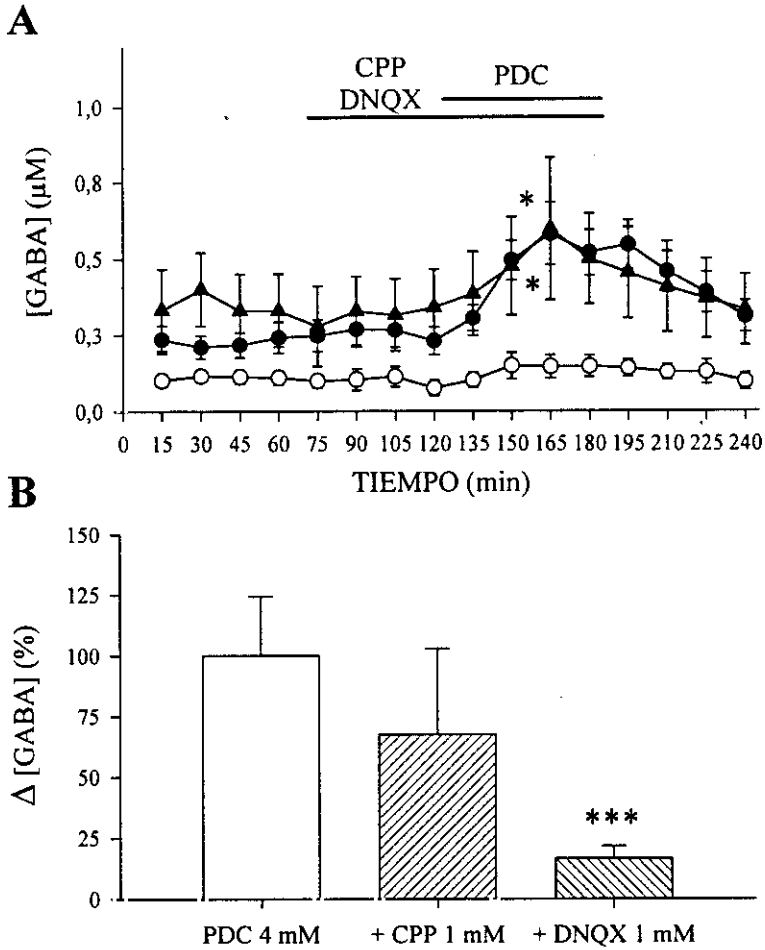 A
CPP
DNQX
PDC
[GABA] (µM)
1,0
0,8
0,5
0,3
0,0
*
*
0 15 30 45 60 75 90 105 120 135 150 165 180 195 210 225 240
TIEMPO (min)
B
Δ [GABA] (%)
150
125
100
75
50
25
0
***
PDC 4 mM + CPP 1 mM + DNQX 1 mM